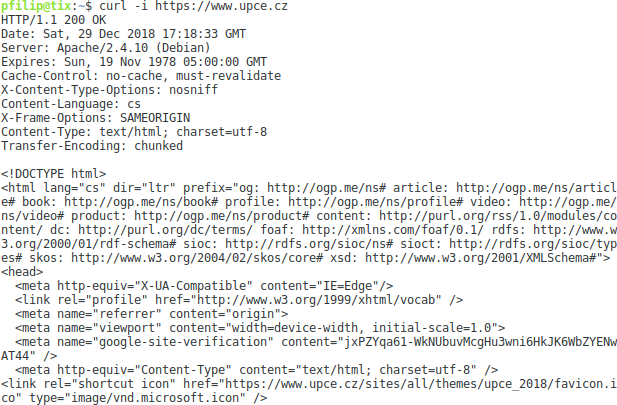 pfilip@tix:~$ curl -i https://www.upce.cz
HTTP/1.1 200 OK
Date: Sat, 29 Dec 2018 17:18:33 GMT
Server: Apache/2.4.10 (Debian)
Expires: Sun, 19 Nov 1978 05:00:00 GMT
Cache-Control: no-cache, must-revalidate
X-Content-Type-Options: nosniff
Content-Language: cs
X-Frame-Options: SAMEORIGIN
Content-Type: text/html; charset=utf-8
Transfer-Encoding: chunked

<!DOCTYPE html>
<html lang="cs" dir="ltr" prefix="og: http://ogp.me/ns# article: http://ogp.me/ns/articl
e# book: http://ogp.me/ns/book# profile: http://ogp.me/ns/profile# video: http://ogp.me/
ns/video# product: http://ogp.me/ns/product# content: http://purl.org/rss/1.0/modules/co
ntent/ dc: http://purl.org/dc/terms/ foaf: http://xmlns.com/foaf/0.1/ rdfs: http://www.w
3.org/2000/01/rdf-schema# sioc: http://rdfs.org/sioc/ns# sioct: http://rdfs.org/sioc/typ
es# skos: http://www.w3.org/2004/02/skos/core# xsd: http://www.w3.org/2001/XMLSchema#">
<head>
  <meta http-equiv="X-UA-Compatible" content="IE=Edge"/>
  <link rel="profile" href="http://www.w3.org/1999/xhtml/vocab" />
  <meta name="referrer" content="origin">
  <meta name="viewport" content="width=device-width, initial-scale=1.0">
  <meta name="google-site-verification" content="jxPZYqa61-WkNUbuvMcgHu3wni6HkJK6WbZYENw
AT44" />
  <meta http-equiv="Content-Type" content="text/html; charset=utf-8" />
<link rel="shortcut icon" href="https://www.upce.cz/sites/all/themes/upce_2018/favicon.i
co" type="image/vnd.microsoft.icon" />